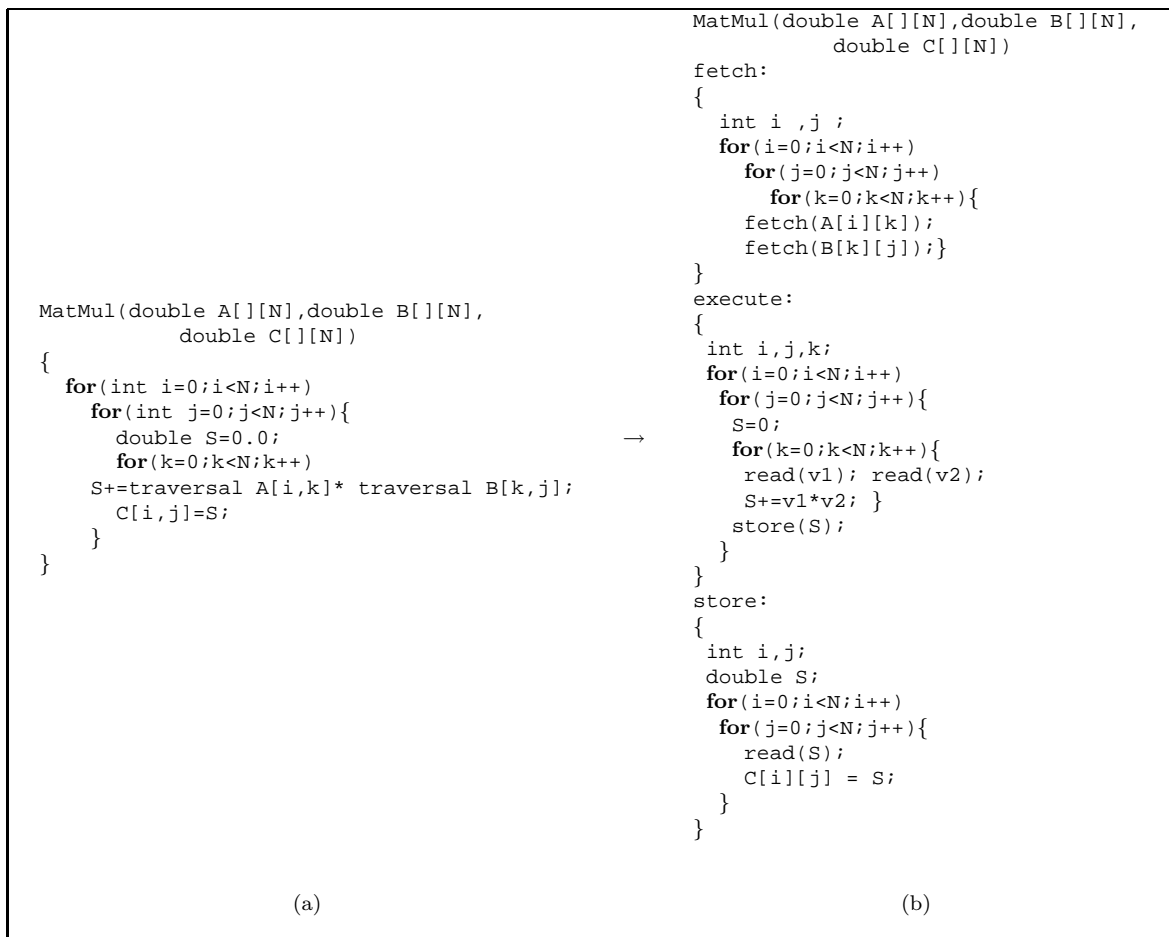 MatMul(double A[][N],double B[][N],
double C[][N])
{
for(int i=0;i<N;i++)
for(int j=0;j<N;j++){
double S=0.0;
for(k=0;k<N;k++)
S+=traversal A[i,k]* traversal B[k,j];
C[i,j]=S;
}
}
(a)
→
MatMul(double A[][N],double B[][N],
double C[][N])
fetch:
{
int i ,j ;
for(i=0;i<N;i++)
for(j=0;j<N;j++)
for(k=0;k<N;k++){
fetch(A[i][k]);
fetch(B[k][j]);}
}
execute:
{
int i,j,k;
for(i=0;i<N;i++)
for(j=0;j<N;j++){
S=0;
for(k=0;k<N;k++){
read(v1); read(v2);
S+=v1*v2; }
store(S);
}
}
store:
{
int i,j;
double S;
for(i=0;i<N;i++)
for(j=0;j<N;j++){
read(S);
C[i][j] = S;
}
}
(b)